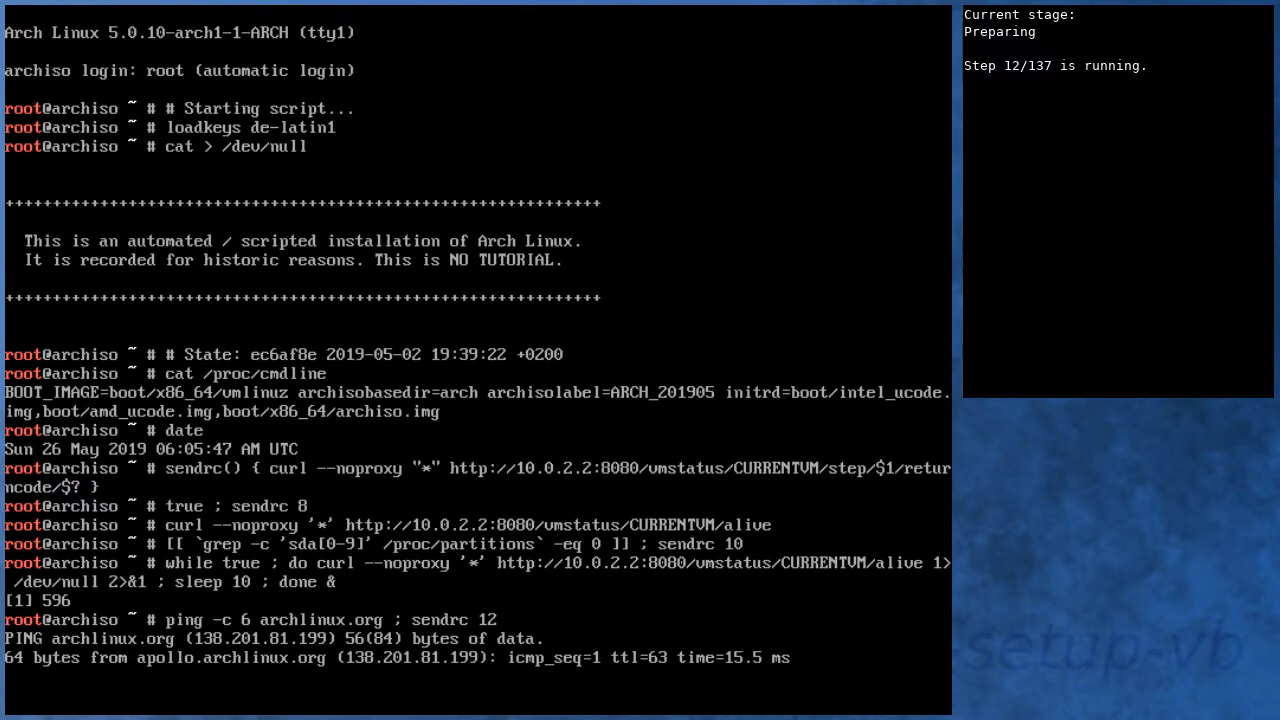 Arch Linux 5.0.10-arch1-1-ARCH (tty1)
archiso login: root (automatic login)
root@archiso ~ # # Starting script...
root@archiso ~ # loadkeys de-latin1
root@archiso ~ # cat > /dev/null
+++++++++++++++++++++++++++++++++++++++++++++++++++++++++++++++
This is an automated / scripted installation of Arch Linux.
It is recorded for historic reasons. This is NO TUTORIAL.
+++++++++++++++++++++++++++++++++++++++++++++++++++++++++++++++
root@archiso ~ # # State: ec6af8e 2019-05-02 19:39:22 +0200
root@archiso ~ # cat /proc/cmdline
BOOT_IMAGE=boot/x86_64/vmlinuz archisobasedir=arch archisolabel=ARCH_201905 initrd=boot/intel_ucode.
img,boot/amd_ucode.img,boot/x86_64/archiso.img
root@archiso ~ # date
Sun 26 May 2019 06:05:47 AM UTC
root@archiso ~ # sendrc() { curl --noproxy "*" http://10.0.2.2:8080/vmstatus/CURRENTVM/step/$1/retur
ncode/$? }
root@archiso ~ # true ; sendrc 8
root@archiso ~ # curl --noproxy '*' http://10.0.2.2:8080/vmstatus/CURRENTVM/alive
root@archiso ~ # [[ `grep -c 'sda[0-9]' /proc/partitions` -eq 0 ]] ; sendrc 10
root@archiso ~ # while true ; do curl --noproxy '*' http://10.0.2.2:8080/vmstatus/CURRENTVM/alive 1>
/dev/null 2>&1 ; sleep 10 ; done &
[1] 596
root@archiso ~ # ping -c 6 archlinux.org ; sendrc 12
PING archlinux.org (138.201.81.199) 56(84) bytes of data.
64 bytes from apollo.archlinux.org (138.201.81.199): icmp_seq=1 ttl=63 time=15.5 ms
Current stage:
Preparing
Step 12/137 is running.
setup-vb